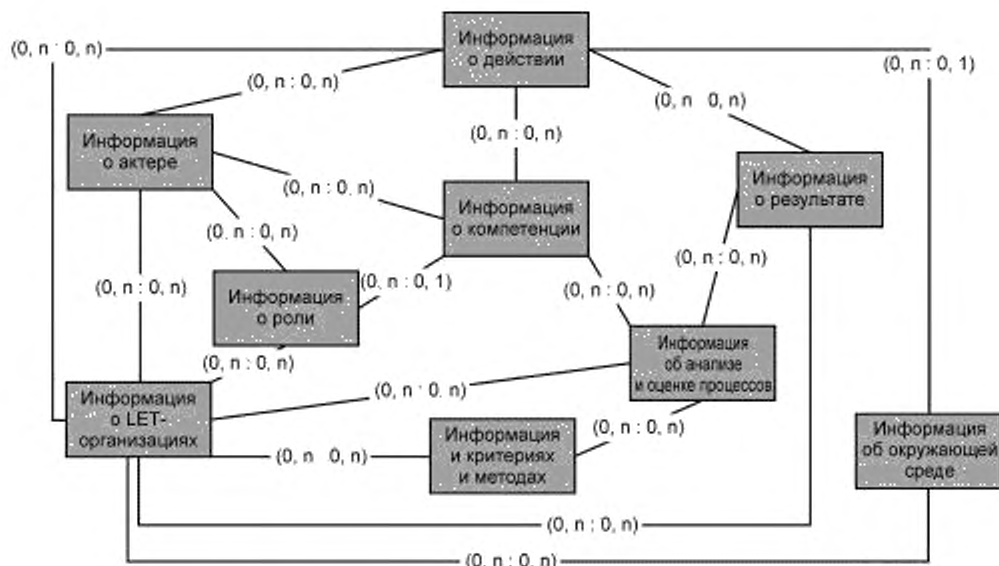 Информация
о действии
(0, n : 0, n)
(0, n : 0, 1)
(0, n : 0, n)
(0, n  0, n)
Информация
о актере
(0, n : 0, n)
Информация
о результате
(0, n : 0. n)
Информация
о компетенции
(0. n : 0, n)
(0, n : 0, n)
(0, n : 0, 1)
(0, n : 0, n)
(0, n : 0, n)
Информация
о роли
Информация
об анализе
и оценке процессов
(0, n : 0, n)
(0, n : 0. n)
Информация
о LET-
организациях
Информация
и критериях
и методах
(0, n : 0, n)
Информация
об окружающей
среде
(0, n  0, n)
(0, n : 0, n)
(0, n : 0, n)